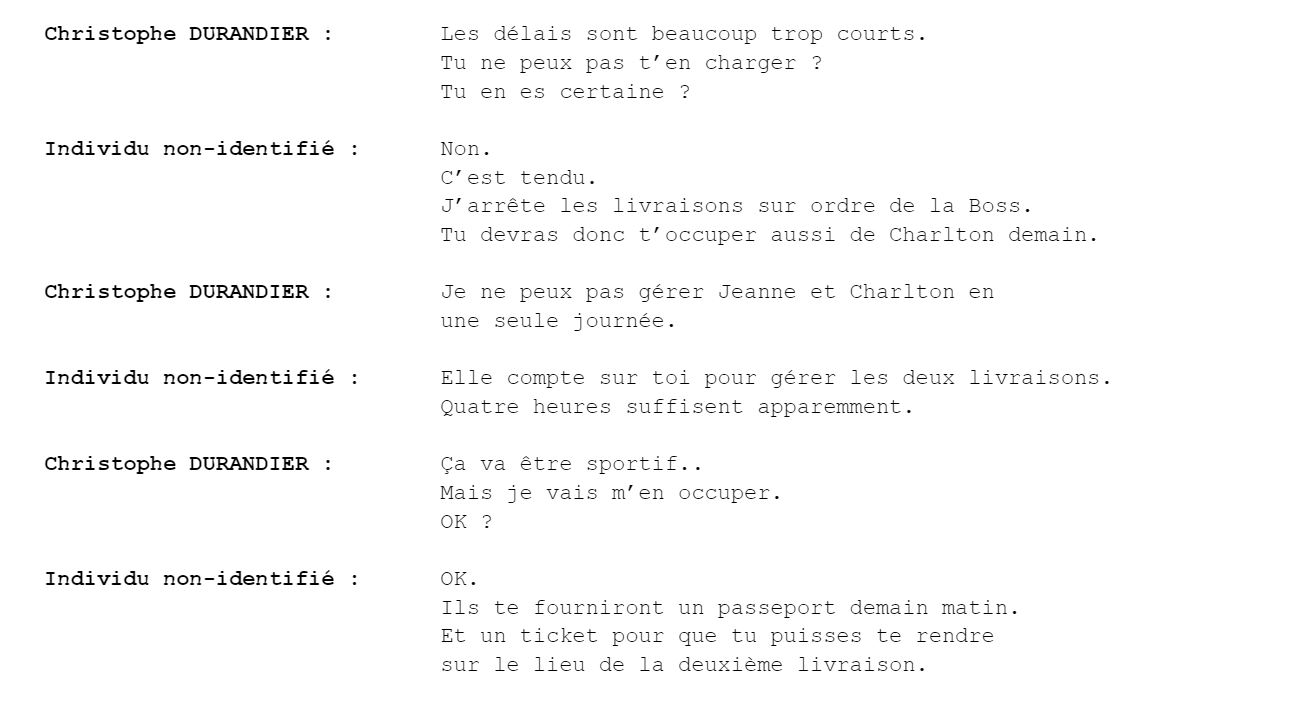 Christophe DURANDIER : Les délais sont beaucoup trop courts.
Tu ne peux pas t’en charger ?
Tu en es certaine ?
Individu non-identifié : Non.
C’est tendu.
J’arrête les livraisons sur ordre de la Boss.
Tu devras donc t’occuper aussi de Charlton demain.
Christophe DURANDIER : Je ne peux pas gérer Jeanne et Charlton en
une seule journée.
Individu non-identifié : Elle compte sur toi pour gérer les deux livraisons.
Quatre heures suffisent apparemment.
Christophe DURANDIER : Ça va être sportif..
Mais je vais m’en occuper.
OK ?
Individu non-identifié : OK.
Ils te fourniront un passeport demain matin.
Et un ticket pour que tu puisses te rendre
sur le lieu de la deuxième livraison.